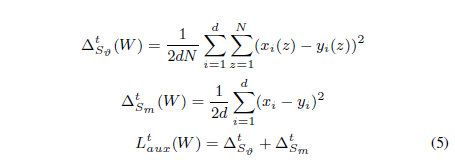 Δ^t_{S_ϑ}(W) = \frac{1}{2dN} \sum_{i=1}^{d} \sum_{z=1}^{N} (x_i(z) − y_i(z))^2
Δ^t_{S_m}(W) = \frac{1}{2d} \sum_{i=1}^{d} (x_i − y_i)^2
L^t_{aux}(W) = Δ^t_{S_ϑ} + Δ^t_{S_m} (5)